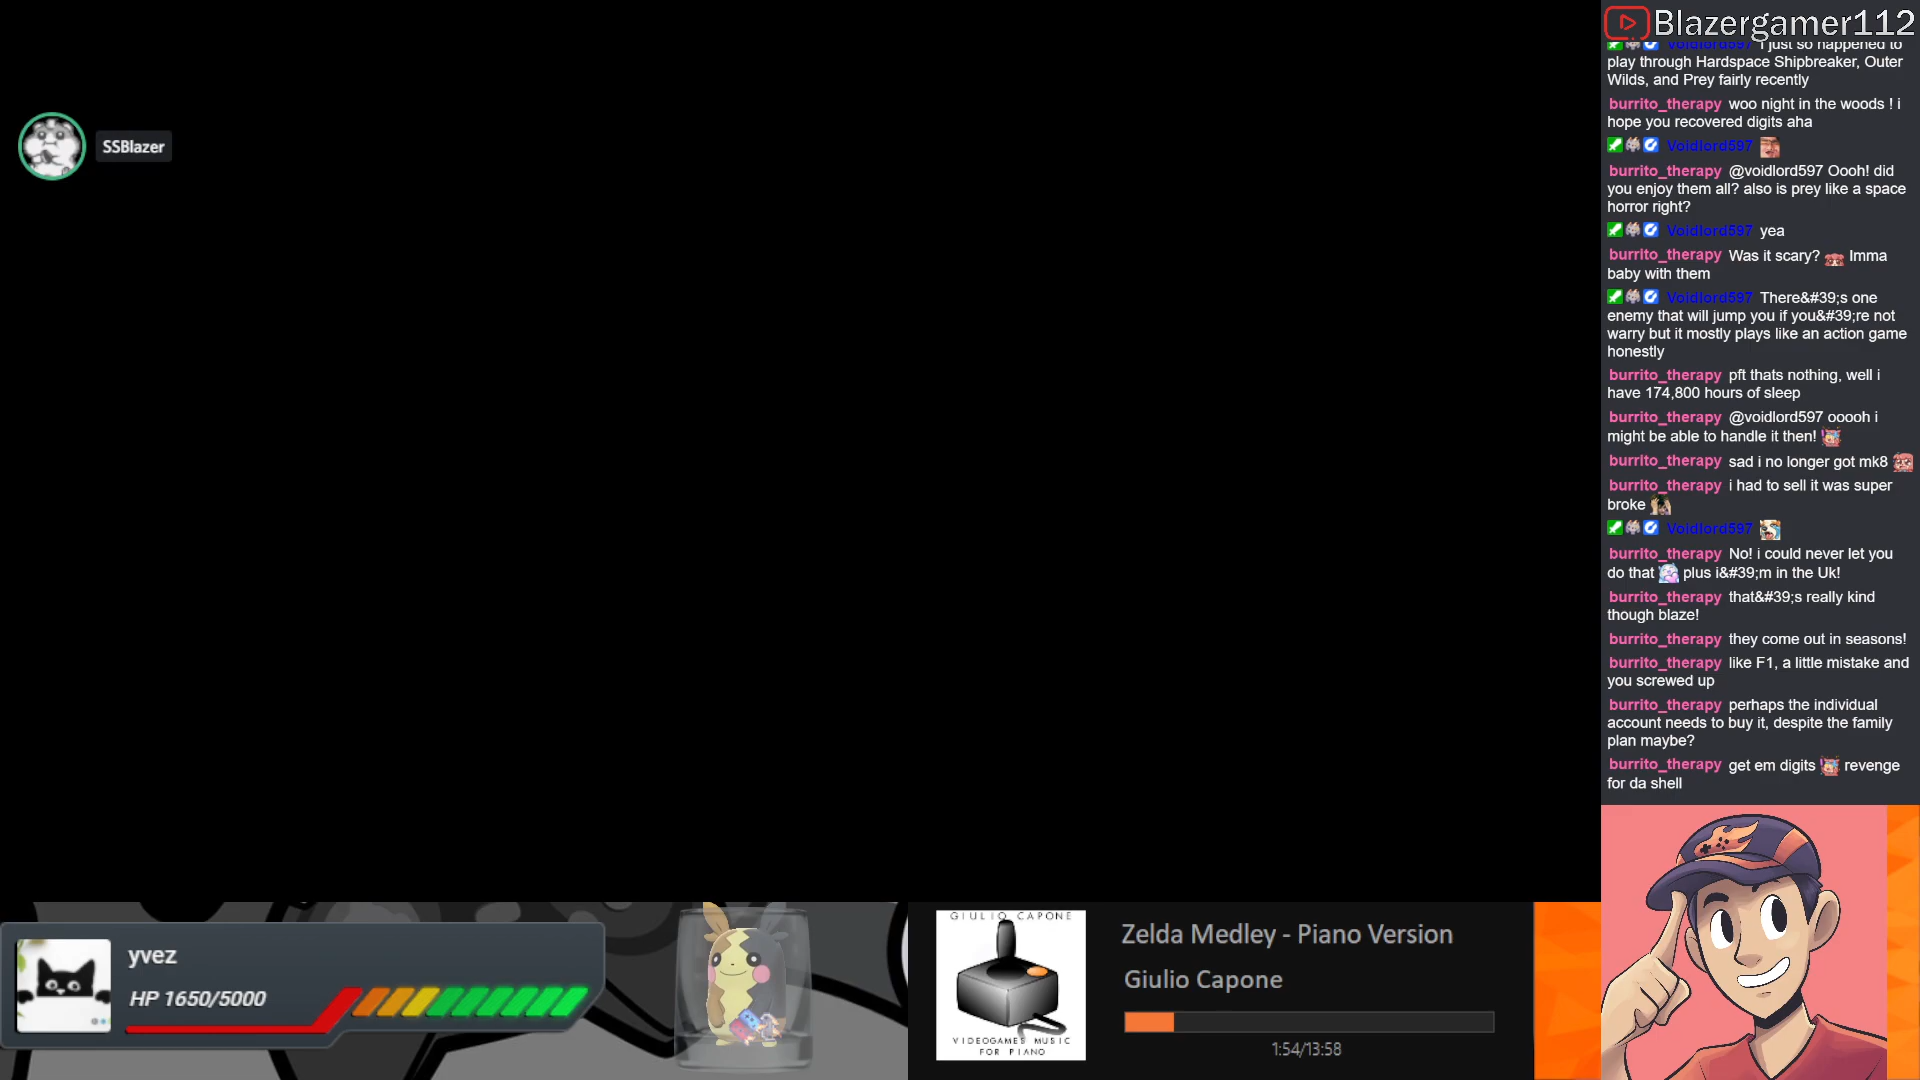 Blazergamer112
Voidlord597 I just so happened to
play through Hardspace Shipbreaker, Outer
Wilds, and Prey fairly recently
burrito_therapy woo night in the woods ! i
hope you recovered digits aha
Voidlord597
burrito_therapy @voidlord597 Oooh! did
you enjoy them all? also is prey like a space
horror right?
Voidlord597 yea
burrito_therapy Was it scary? Imma
baby with them
Voidlord597 There&#39;s one
enemy that will jump you if you&#39;re not
warry but it mostly plays like an action game
honestly
burrito_therapy pft thats nothing, well i
have 174,800 hours of sleep
burrito_therapy @voidlord597 ooooh i
might be able to handle it then!
burrito_therapy sad i no longer got mk8
burrito_therapy i had to sell it was super
broke
Voidlord597
burrito_therapy No! i could never let you
do that plus i&#39;m in the Uk!
burrito_therapy that&#39;s really kind
though blaze!
burrito_therapy they come out in seasons!
burrito_therapy like F1, a little mistake and
you screwed up
burrito_therapy perhaps the individual
account needs to buy it, despite the family
plan maybe?
burrito_therapy get em digits revenge
for da shell
SSBlazer
yvez
HP 1650/5000
GIULIO CAPONE
VIDEOGAMES MUSIC
FOR PIANO
Zelda Medley - Piano Version
Giulio Capone
1:54/13:58